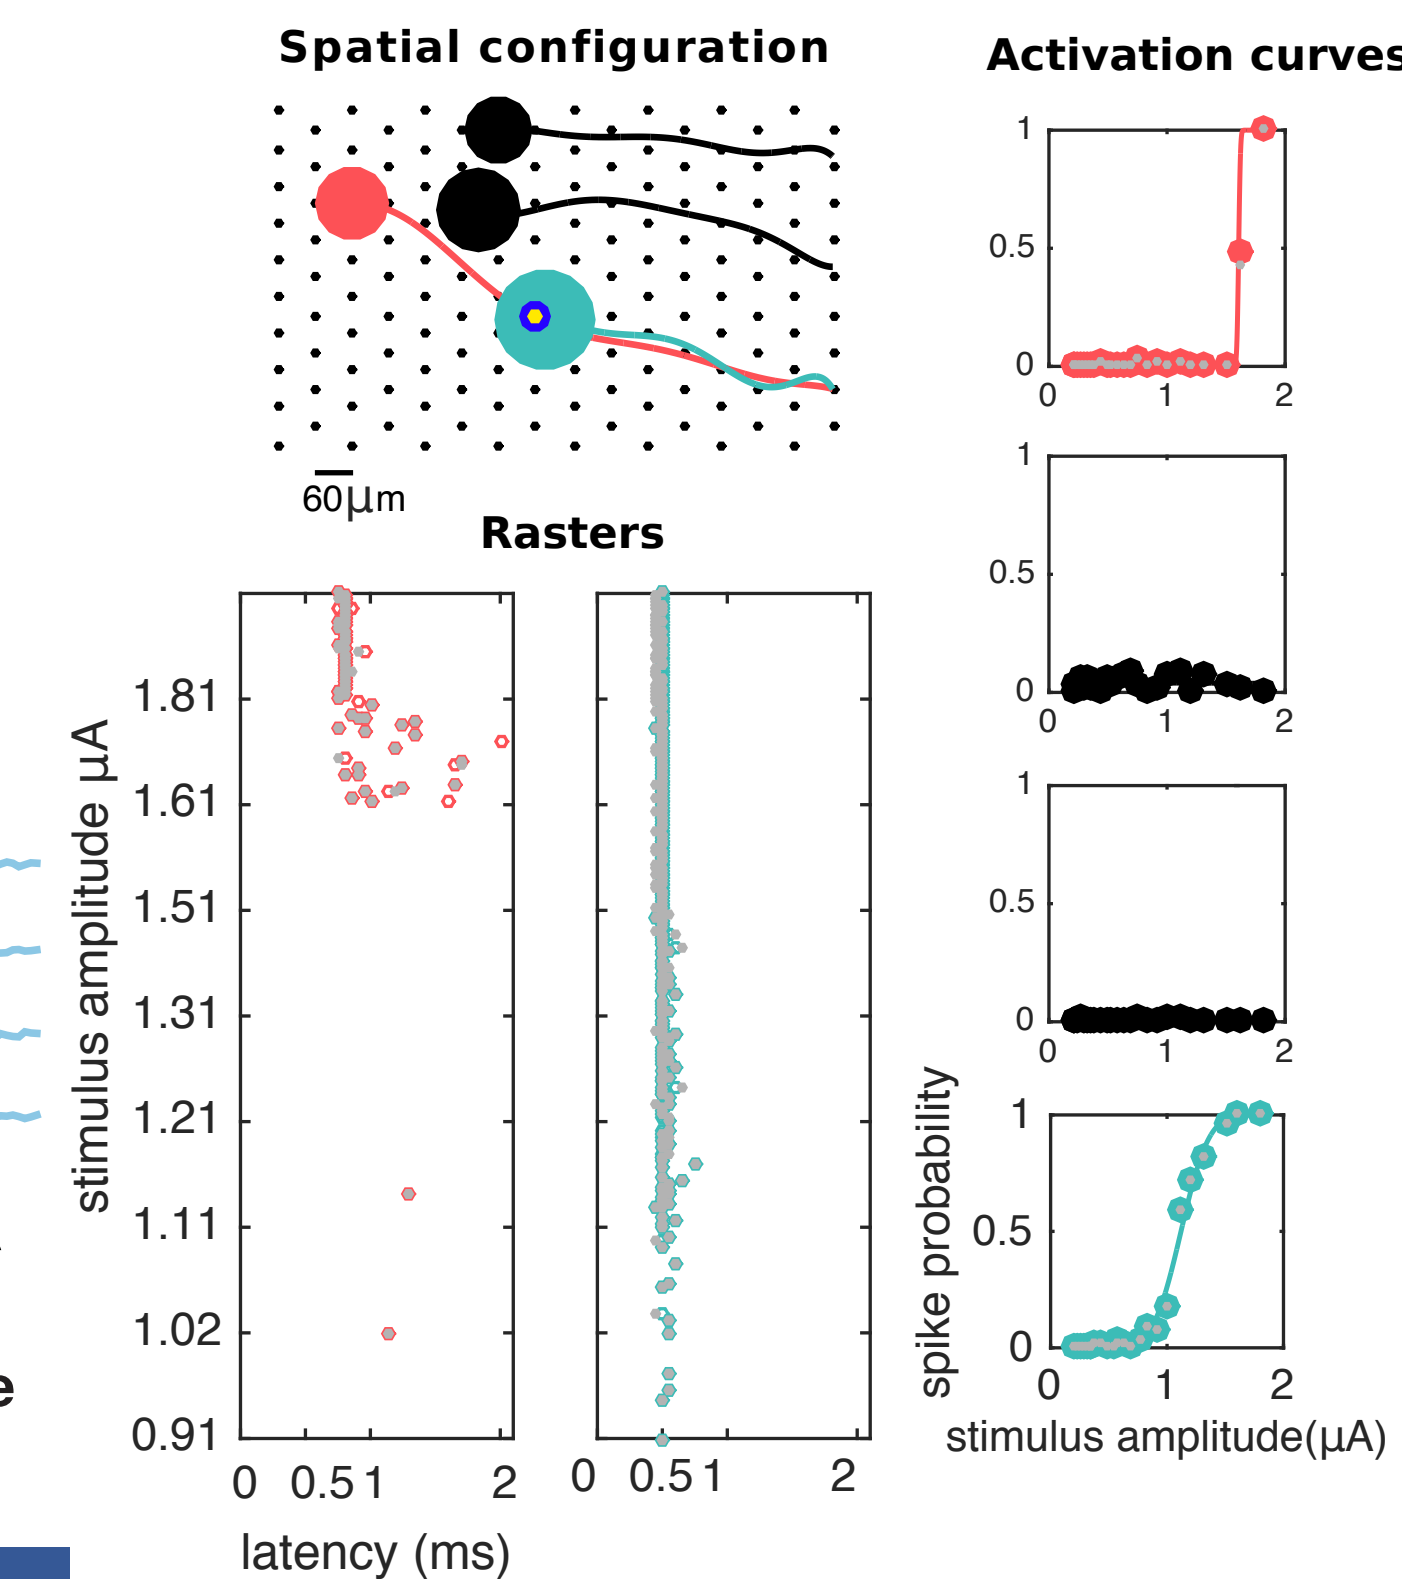 Spatial configuration
60μm
Rasters
stimulus amplitude μA
1.81
1.61
1.51
1.31
1.21
1.11
1.02
0.91
0 0.5 1 2
0 0.5 1 2
latency (ms)
Activation curves
1
0.5
0
0 1 2
1
0.5
0
0 1 2
1
0.5
0
0 1 2
spike probability
1
0.5
0
0 1 2
stimulus amplitude(μA)
e